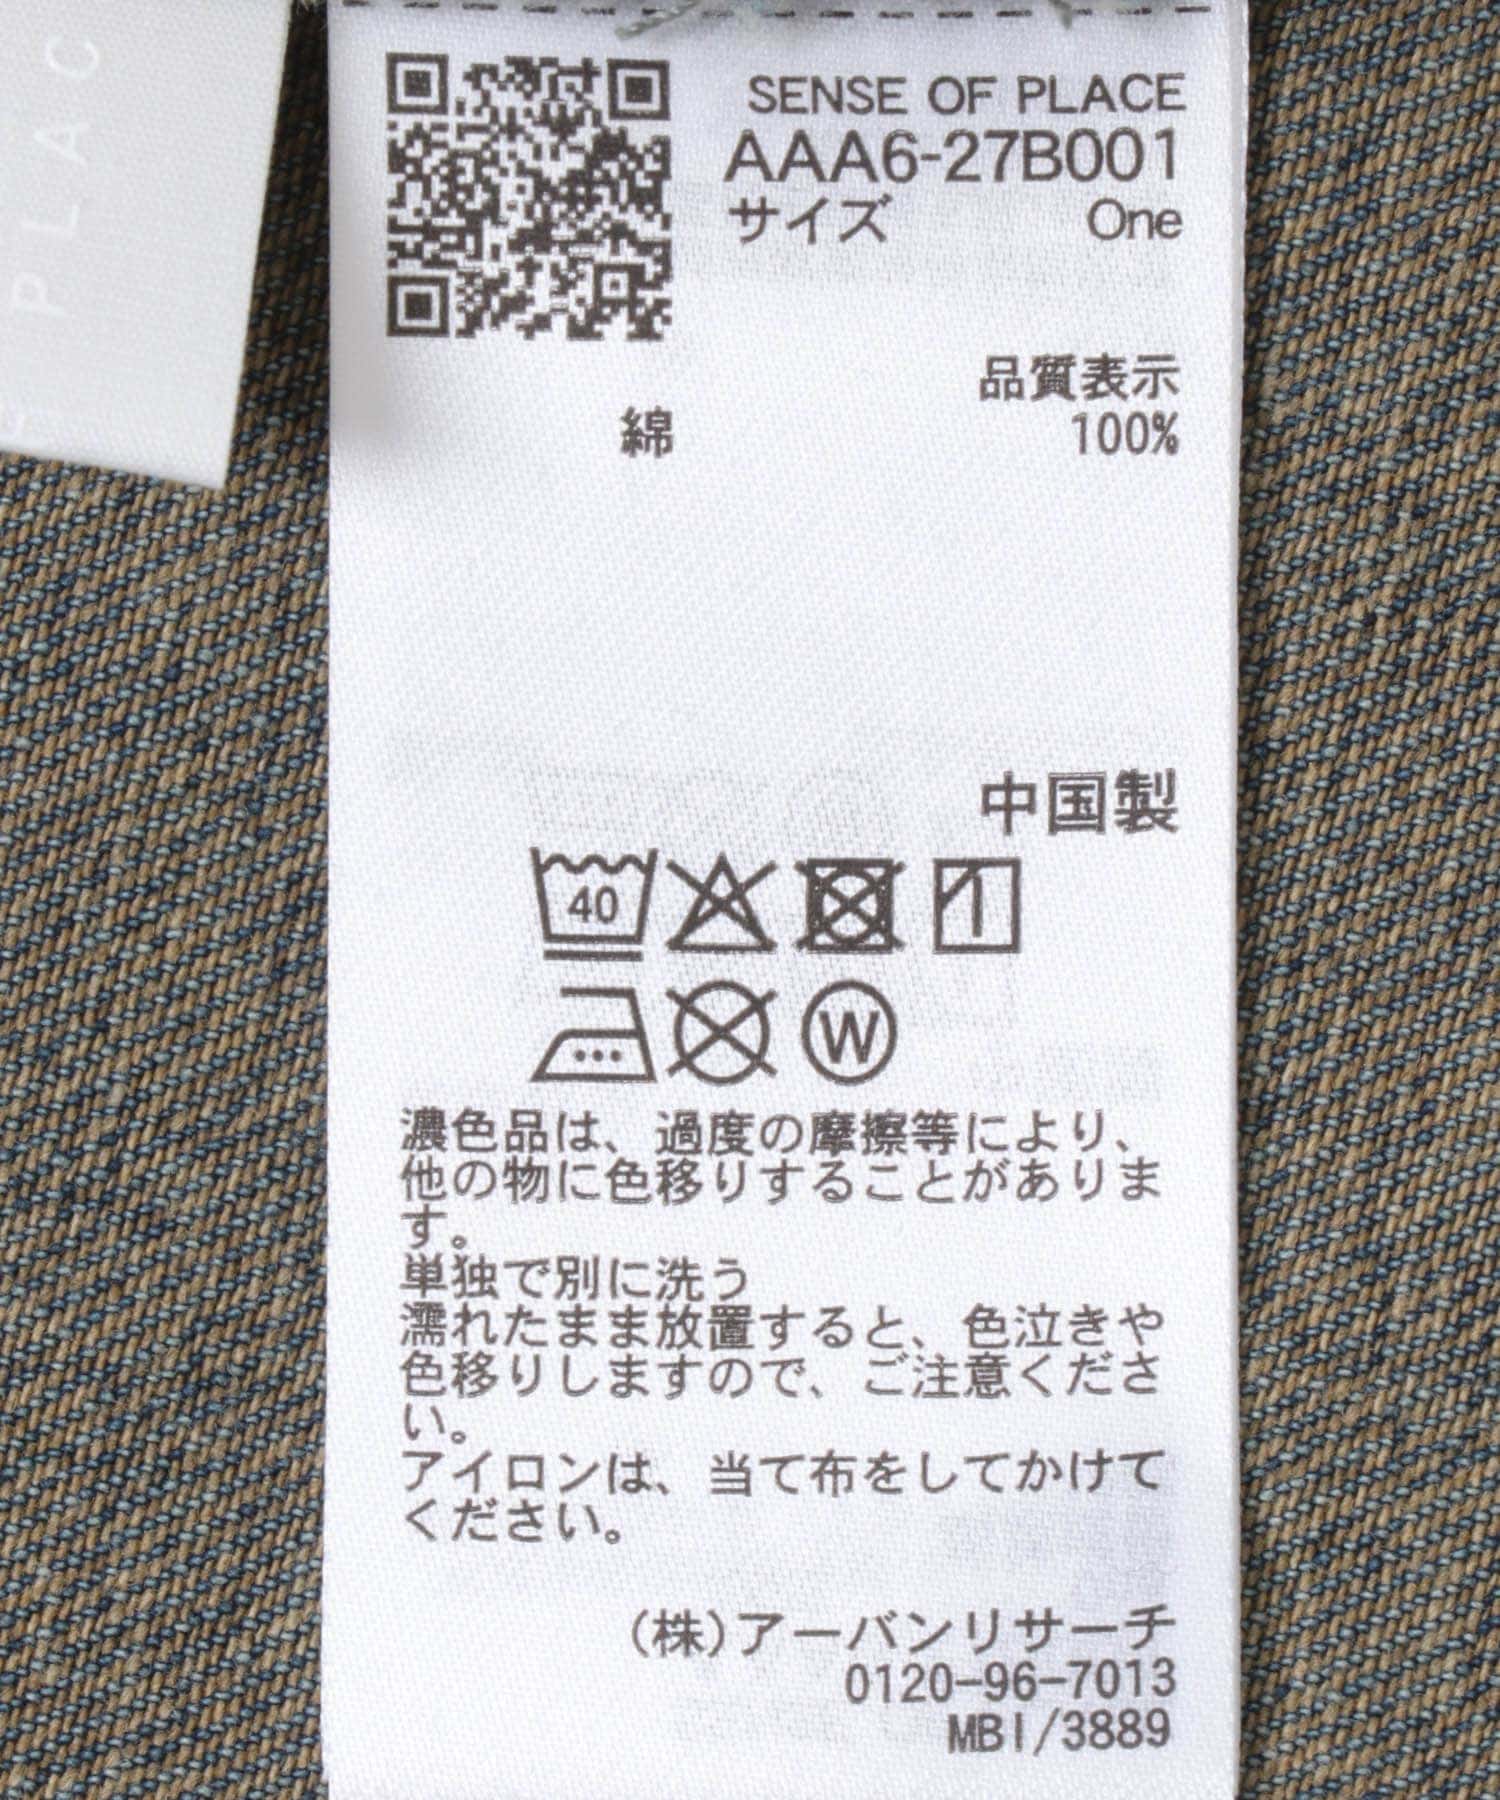 PLAC
SENSE OF PLACE
AAA6-27B001
サイズ One
品質表示
綿 100%
中国製
40
W
濃色品は、過度の摩擦等により、
他の物に色移りすることがありま
す。
単独で別に洗う
濡れたまま放置すると、色泣きや
色移りしますので、ご注意くださ
い。
アイロンは、当て布をしてかけて
ください。
(株)アーバンリサーチ
0120-96-7013
MBI/3889